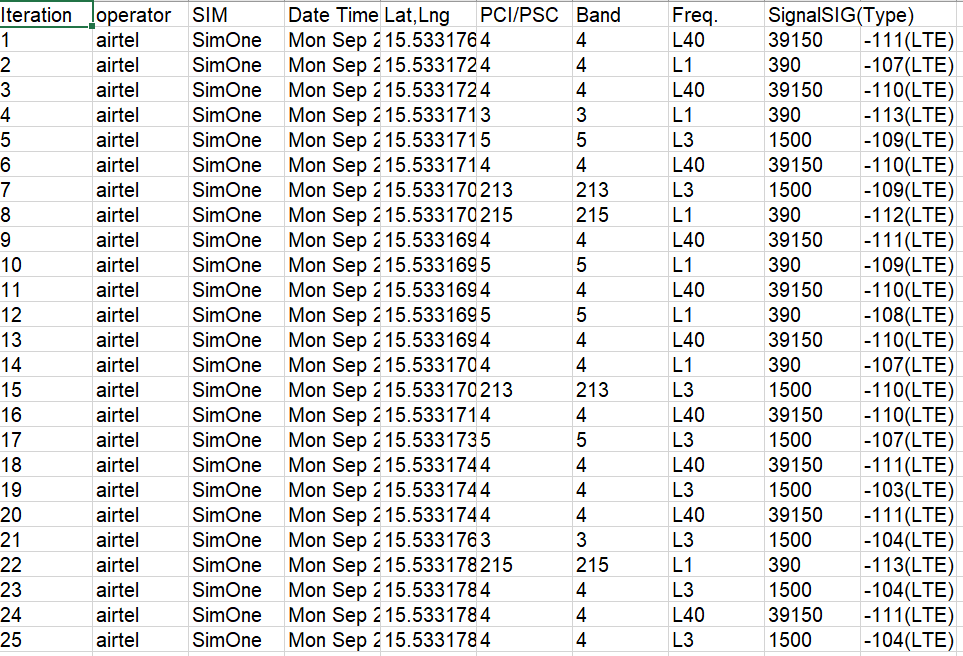 Iteration operator SIM Date Time Lat,Lng PCI/PSC Band Freq. SignalSIG(Type)
1 airtel SimOne Mon Sep 2 15.533176 4 4 L40 39150 -111(LTE)
2 airtel SimOne Mon Sep 2 15.533172 4 4 L1 390 -107(LTE)
3 airtel SimOne Mon Sep 2 15.533172 4 4 L40 39150 -110(LTE)
4 airtel SimOne Mon Sep 2 15.533171 3 3 L1 390 -113(LTE)
5 airtel SimOne Mon Sep 2 15.533171 5 5 L3 1500 -109(LTE)
6 airtel SimOne Mon Sep 2 15.533171 4 4 L40 39150 -110(LTE)
7 airtel SimOne Mon Sep 2 15.533170 213 213 L3 1500 -109(LTE)
8 airtel SimOne Mon Sep 2 15.533170 215 215 L1 390 -112(LTE)
9 airtel SimOne Mon Sep 2 15.533169 4 4 L40 39150 -111(LTE)
10 airtel SimOne Mon Sep 2 15.533169 5 5 L1 390 -109(LTE)
11 airtel SimOne Mon Sep 2 15.533169 4 4 L40 39150 -110(LTE)
12 airtel SimOne Mon Sep 2 15.533169 5 5 L1 390 -108(LTE)
13 airtel SimOne Mon Sep 2 15.533169 4 4 L40 39150 -110(LTE)
14 airtel SimOne Mon Sep 2 15.533170 4 4 L1 390 -107(LTE)
15 airtel SimOne Mon Sep 2 15.533170 213 213 L3 1500 -110(LTE)
16 airtel SimOne Mon Sep 2 15.533171 4 4 L40 39150 -110(LTE)
17 airtel SimOne Mon Sep 2 15.533173 5 5 L3 1500 -107(LTE)
18 airtel SimOne Mon Sep 2 15.533174 4 4 L40 39150 -111(LTE)
19 airtel SimOne Mon Sep 2 15.533174 4 4 L3 1500 -103(LTE)
20 airtel SimOne Mon Sep 2 15.533174 4 4 L40 39150 -111(LTE)
21 airtel SimOne Mon Sep 2 15.533176 3 3 L3 1500 -104(LTE)
22 airtel SimOne Mon Sep 2 15.533178 215 215 L1 390 -113(LTE)
23 airtel SimOne Mon Sep 2 15.533178 4 4 L3 1500 -104(LTE)
24 airtel SimOne Mon Sep 2 15.533178 4 4 L40 39150 -111(LTE)
25 airtel SimOne Mon Sep 2 15.533178 4 4 L3 1500 -104(LTE)